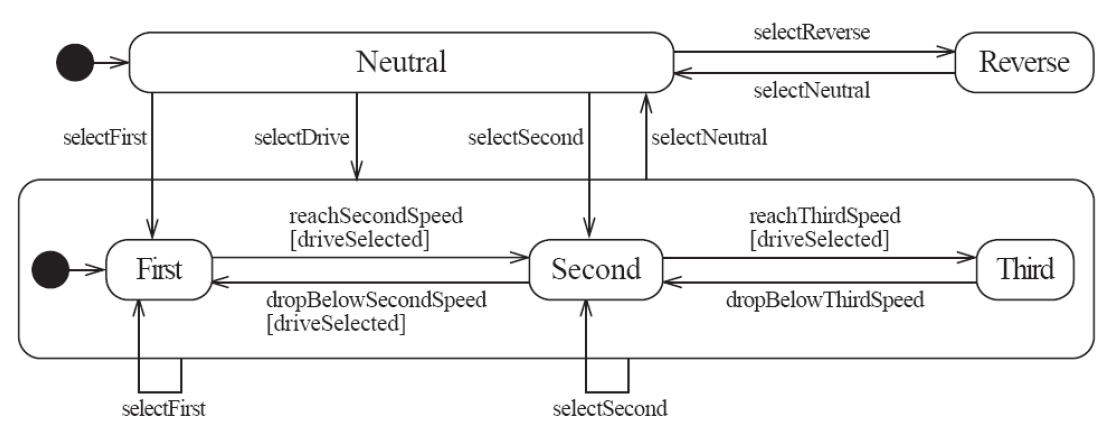 selectReverse
Neutral
Reverse
selectNeutral
selectFirst
selectDrive
selectSecond
selectNeutral
reachSecondSpeed
[driveSelected]
reachThirdSpeed
[driveSelected]
First
Second
Third
dropBelowSecondSpeed
[driveSelected]
dropBelowThirdSpeed
selectFirst
selectSecond